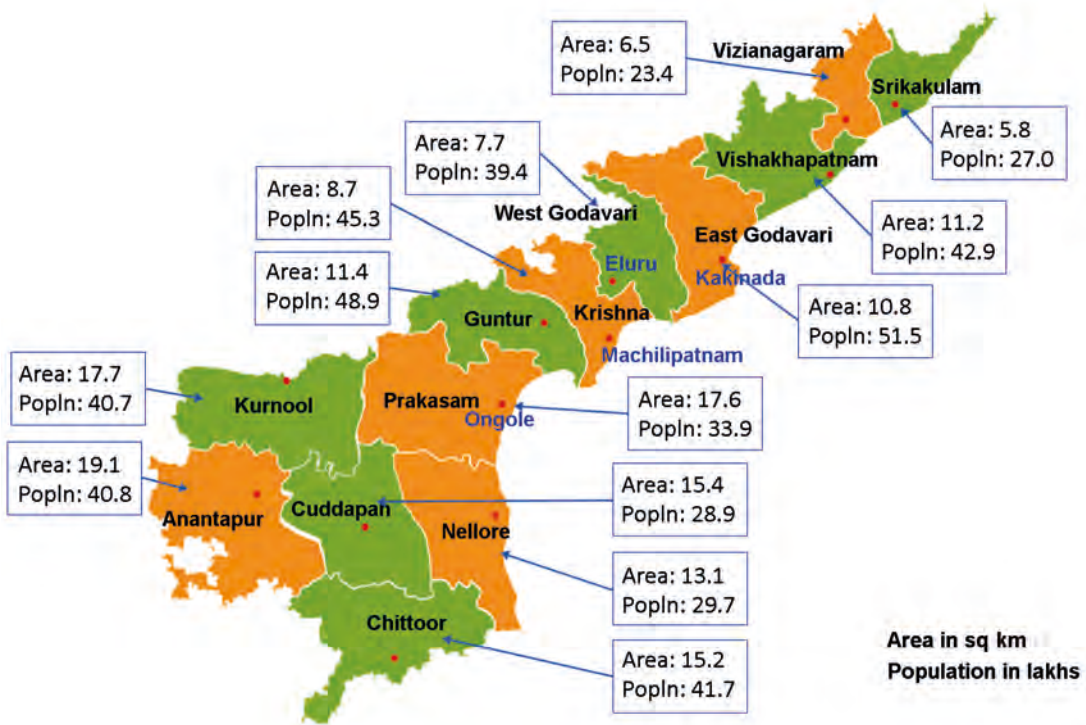 Area: 6.5
Popln: 23.4
Vizianagaram
Srikakulam
Area: 5.8
Popln: 27.0
Area: 7.7
Popln: 39.4
Vishakhapatnam
Area: 8.7
Popln: 45.3
West Godavari
East Godavari
Area: 11.2
Popln: 42.9
Area: 11.4
Popln: 48.9
Eluru
Kakinada
Guntur
Krishna
Area: 10.8
Popln: 51.5
Machilipatnam
Area: 17.7
Popln: 40.7
Kurnool
Prakasam
Ongole
Area: 17.6
Popln: 33.9
Area: 19.1
Popln: 40.8
Anantapur
Cuddapah
Nellore
Area: 15.4
Popln: 28.9
Area: 13.1
Popln: 29.7
Chittoor
Area: 15.2
Popln: 41.7
Area in sq km
Population in lakhs